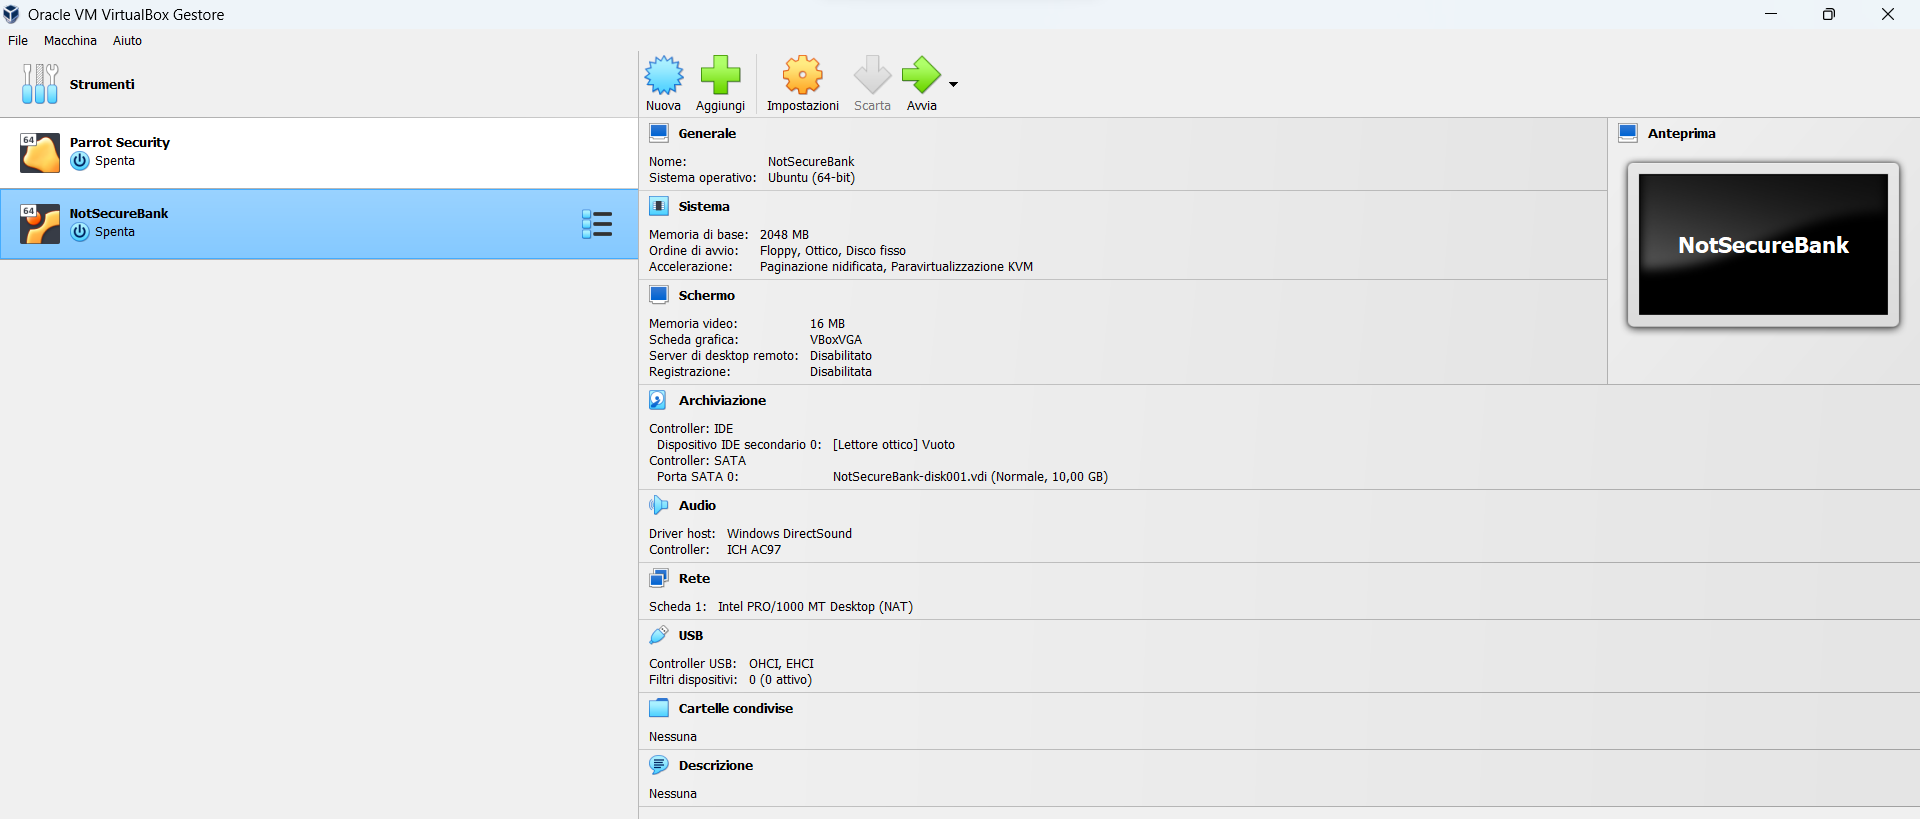 Oracle VM VirtualBox Gestore
File Macchina Aiuto
Strumenti
64
Parrot Security
Spenta
64
NotSecureBank
Spenta
Nuova Aggiungi Impostazioni Scarta Avvia
Generale
Nome: NotSecureBank
Sistema operativo: Ubuntu (64-bit)
Sistema
Memoria di base: 2048 MB
Ordine di avvio: Floppy, Ottico, Disco fisso
Accelerazione: Paginazione nidificata, Paravirtualizzazione KVM
Schermo
Memoria video: 16 MB
Scheda grafica: VBoxVGA
Server di desktop remoto: Disabilitato
Registrazione: Disabilitata
Archiviazione
Controller: IDE
Dispositivo IDE secondario 0: [Lettore ottico] Vuoto
Controller: SATA
Porta SATA 0: NotSecureBank-disk001.vdi (Normale, 10,00 GB)
Audio
Driver host: Windows DirectSound
Controller: ICH AC97
Rete
Scheda 1: Intel PRO/1000 MT Desktop (NAT)
USB
Controller USB: OHCI, EHCI
Filtri dispositivi: 0 (0 attivo)
Cartelle condivise
Nessuna
Descrizione
Nessuna
Anteprima
NotSecureBank